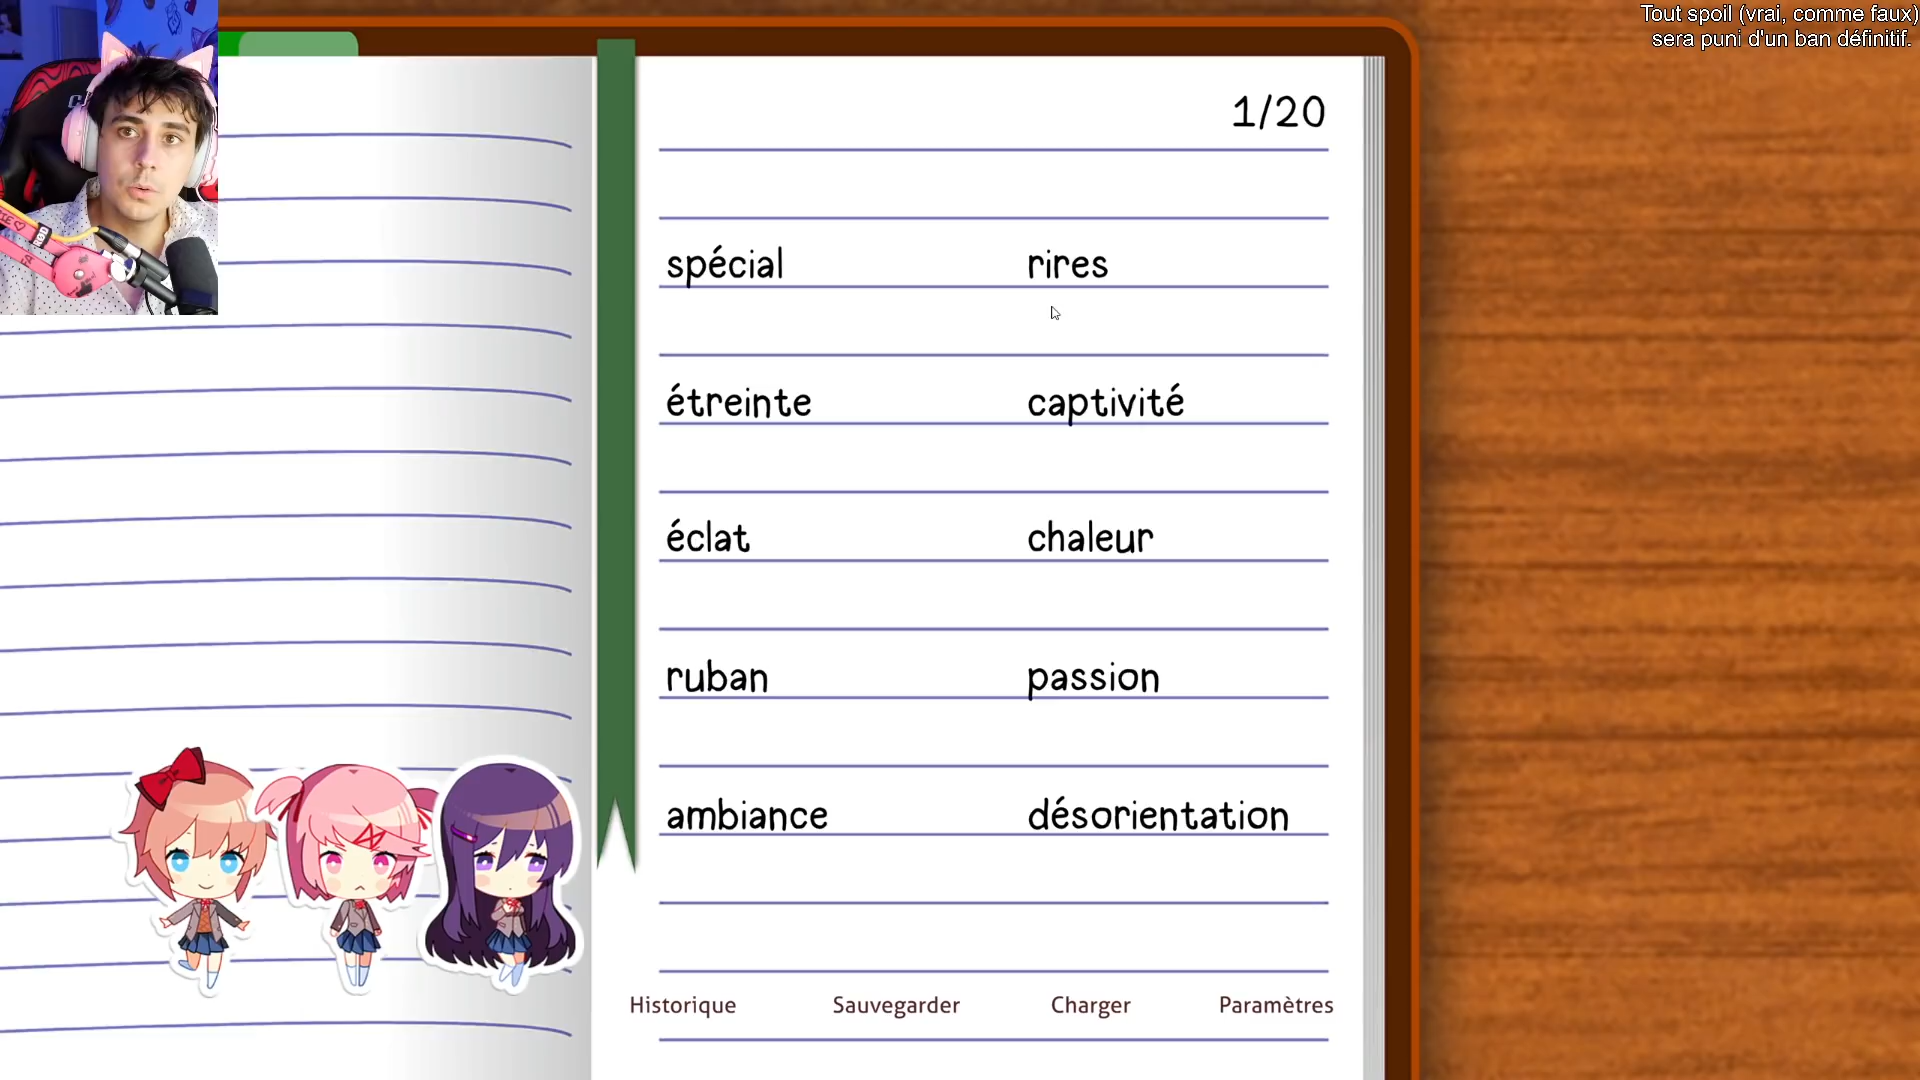 Tout spoil (vrai, comme faux)
sera puni d'un ban définitif.
1/20
spécial rires
étreinte captivité
éclat chaleur
ruban passion
ambiance désorientation
Historique Sauvegarder Charger Paramètres